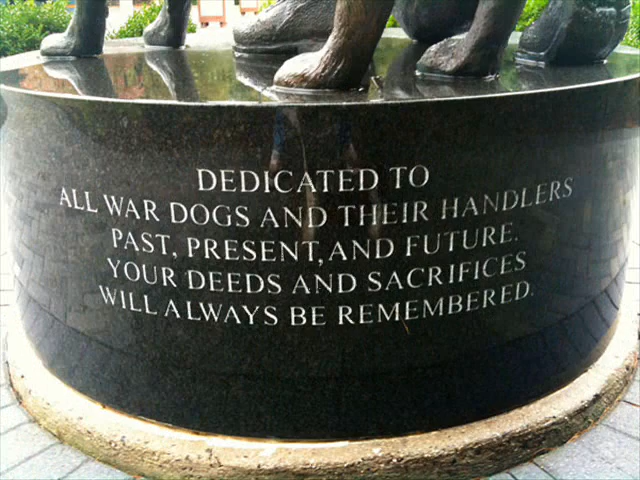 DEDICATED TO
ALL WAR DOGS AND THEIR HANDLERS
PAST, PRESENT, AND FUTURE.
YOUR DEEDS AND SACRIFICES
WILL ALWAYS BE REMEMBERED.